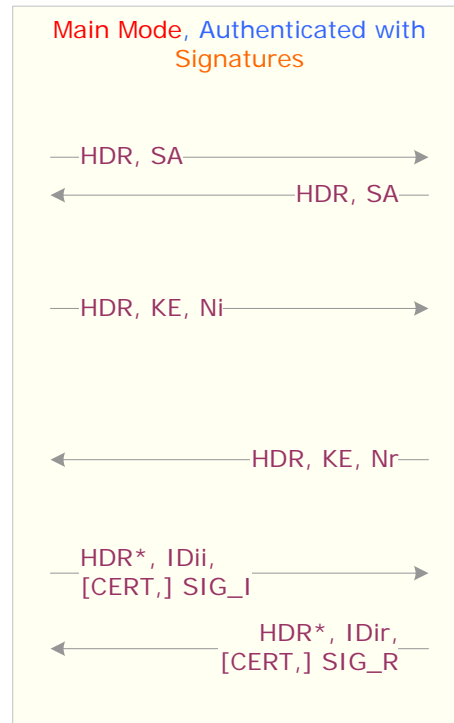 Main Mode, Authenticated with
Signatures
HDR, SA
HDR, SA
HDR, KE, Ni
HDR, KE, Nr
HDR*, IDii,
[CERT,] SIG_I
HDR*, IDir,
[CERT,] SIG_R